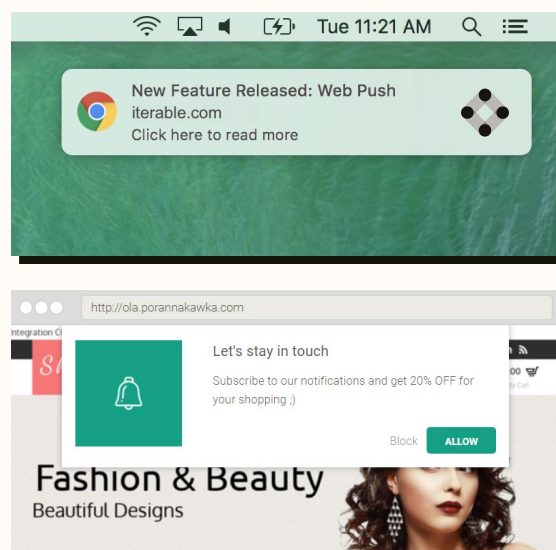 Tue 11:21 AM
New Feature Released: Web Push
iterable.com
Click here to read more
http://ola.porannakawka.com
ntegration
Let's stay in touch
Subscribe to our notifications and get 20% OFF for
your shopping ;)
Block ALLOW
Fashion & Beauty
Beautiful Designs